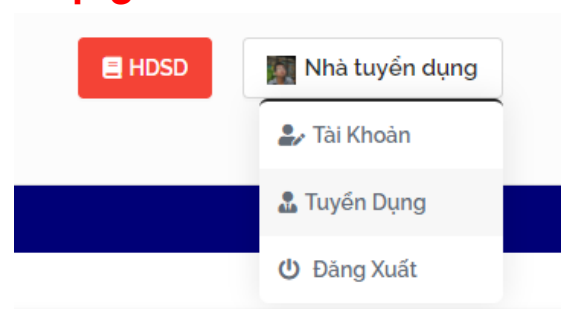 HDSD
Nhà tuyển dụng
Tài Khoản
Tuyển Dụng
Đăng Xuất